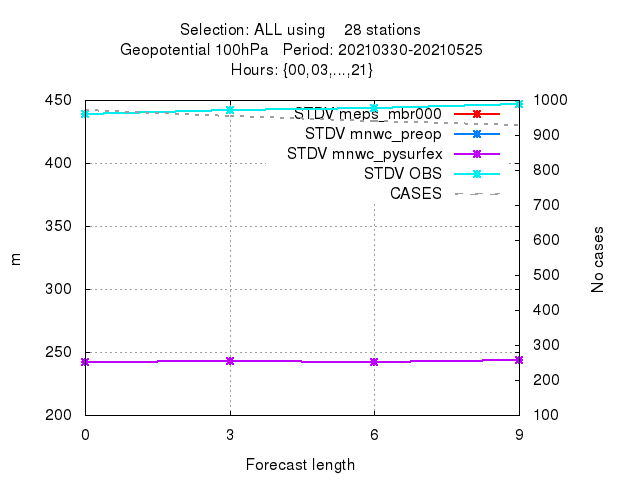 Selection: ALL using 28 stations
Geopotential 100hPa Period: 20210330-20210525
Hours: {00,03,...,21}
450
400
350
300
250
200
m
1000
900
800
700
600
500
400
300
200
100
No cases
STDV meps_mbr000
STDV mnwc_preop
STDV mnwc_pysurfex
STDV OBS
CASES
0 3 6 9
Forecast length